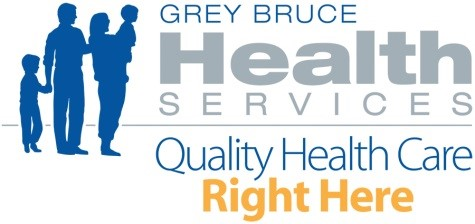 GREY BRUCE
Health
SERVICES
Quality Health Care
Right Here